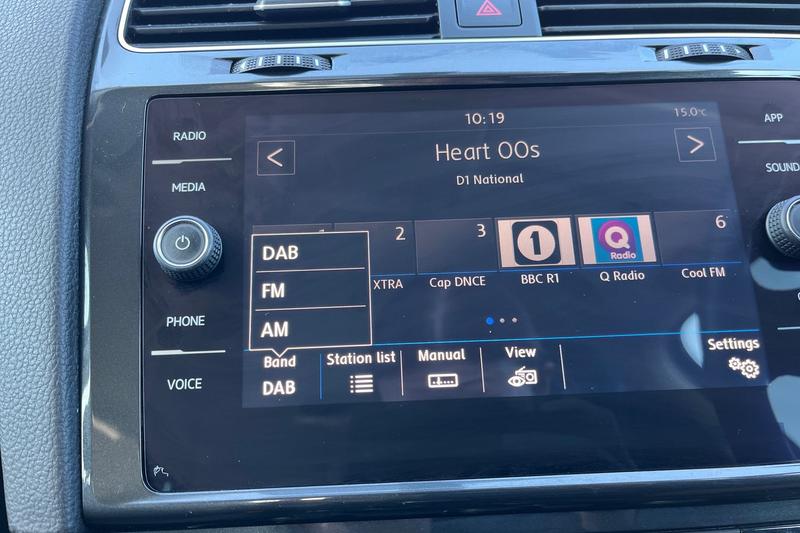 10:19
15.0°C
RADIO
MEDIA
PHONE
VOICE
APP
SOUND
<
Heart 00s
>
D1 National
2
3
6
1
Q
Radio
XTRA
Cap DNCE
BBC R1
Q Radio
Cool FM
DAB
FM
AM
Band
DAB
Station list
Manual
View
Settings